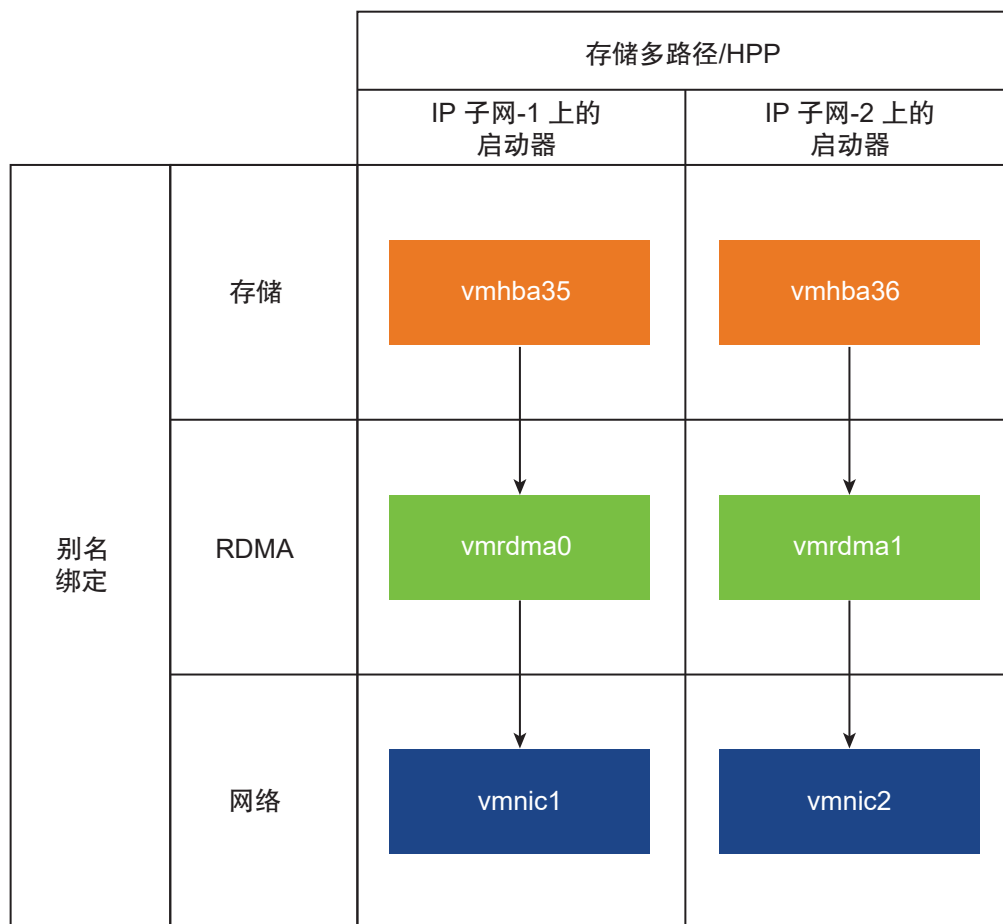 存储多路径/HPP
IP 子网-1 上的
启动器
IP 子网-2 上的
启动器
别名
绑定
存储
vmhba35
vmhba36
RDMA
vmrdma0
vmrdma1
网络
vmnic1
vmnic2